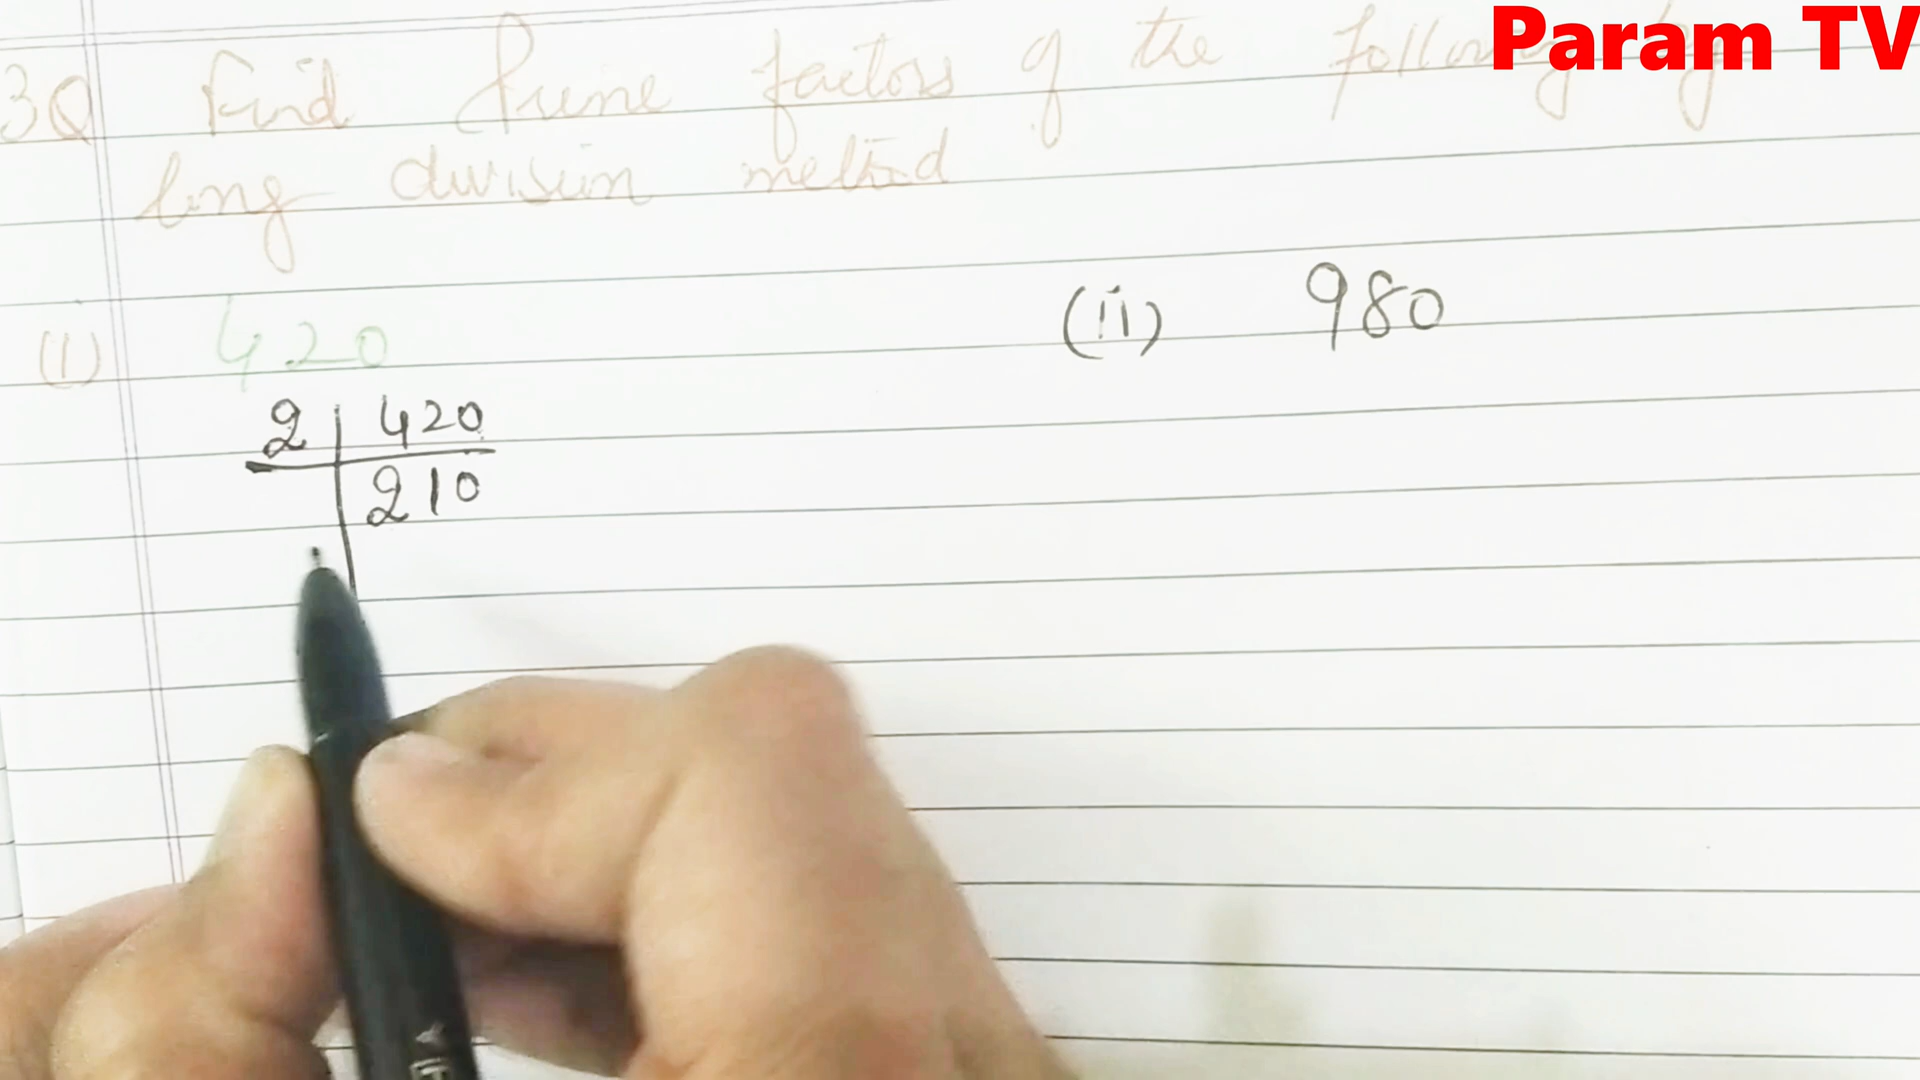 Param TV
3Q Find Prime factors of the following by
long division method
(i) 420
(ii) 980
2 420
210